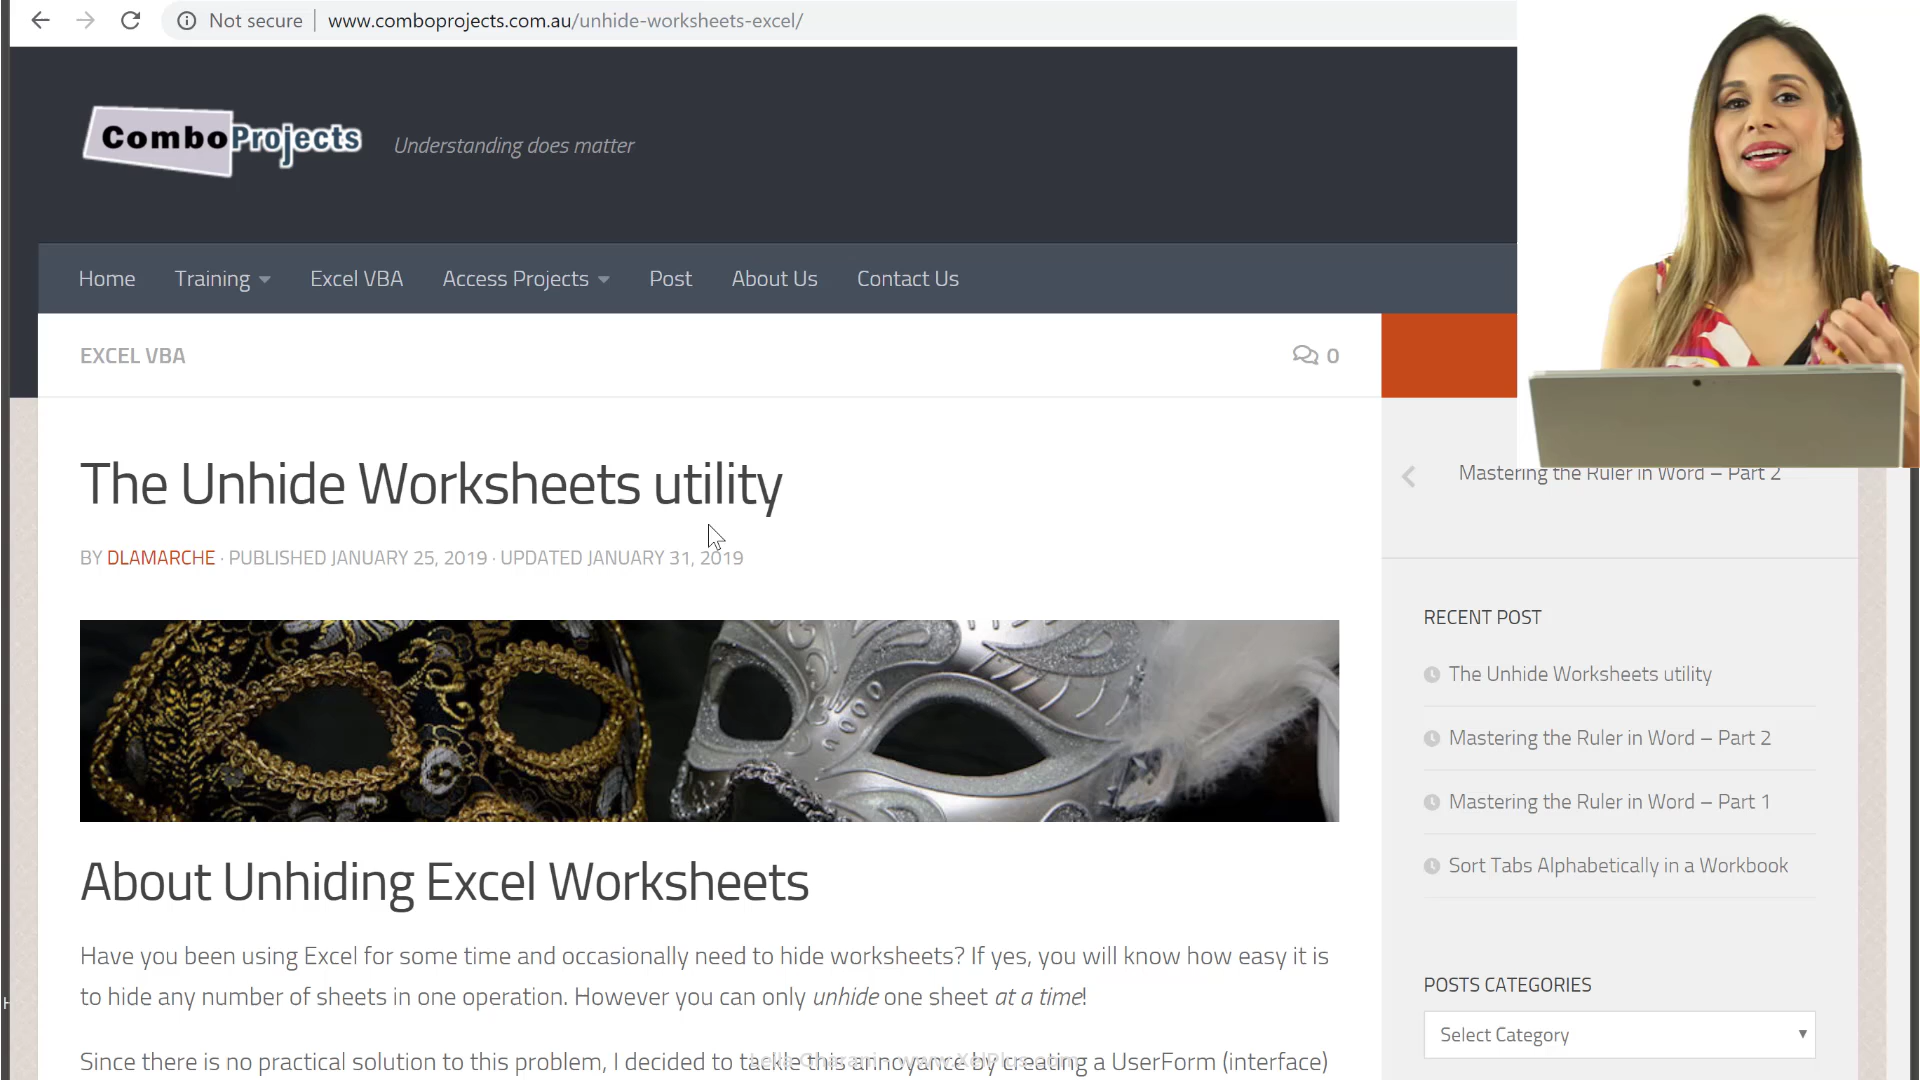 Not secure www.comboprojects.com.au/unhide-worksheets-excel/
ComboProjects
Understanding does matter
Home Training Excel VBA Access Projects Post About Us Contact Us
EXCEL VBA
0
The Unhide Worksheets utility
BY DLAMARCHE · PUBLISHED JANUARY 25, 2019 · UPDATED JANUARY 31, 2019
About Unhiding Excel Worksheets
Have you been using Excel for some time and occasionally need to hide worksheets? If yes, you will know how easy it is
to hide any number of sheets in one operation. However you can only unhide one sheet at a time!
Since there is no practical solution to this problem, I decided to tackle this annoyance by creating a UserForm (interface)
Leila Gharani - www.XelPlus.com
Mastering the Ruler in Word – Part 2
RECENT POST
The Unhide Worksheets utility
Mastering the Ruler in Word – Part 2
Mastering the Ruler in Word – Part 1
Sort Tabs Alphabetically in a Workbook
POSTS CATEGORIES
Select Category